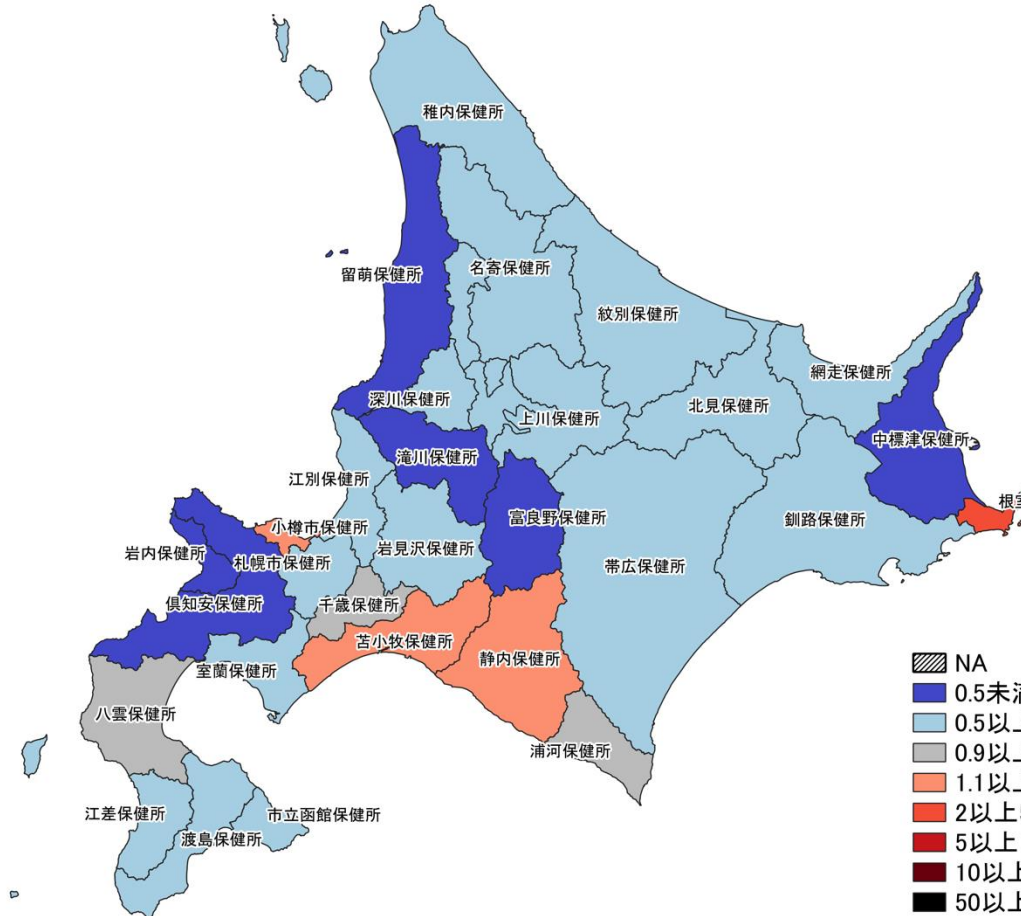 稚内保健所
名寄保健所
留萌保健所
紋別保健所
網走保健所
深川保健所
北見保健所
上川保健所
中標津保健所
滝川保健所
江別保健所
根室
富良野保健所
釧路保健所
小樽市保健所
岩見沢保健所
岩内保健所
札幌市保健所
帯広保健所
倶知安保健所
千歳保健所
苫小牧保健所
静内保健所
室蘭保健所
八雲保健所
浦河保健所
江差保健所
市立函館保健所
渡島保健所
NA
0.5未満
0.5以上
0.9以上
1.1以上
2以上
5以上
10以上
50以上